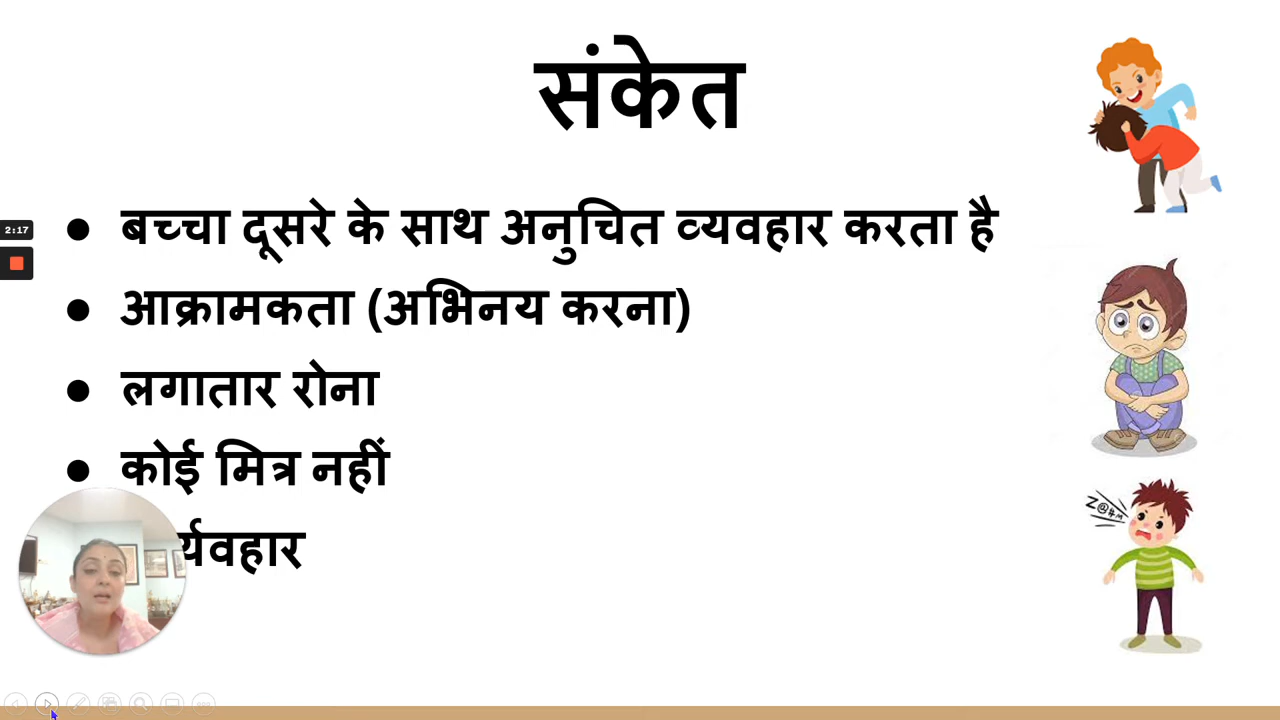 संकेत
● बच्चा दूसरे के साथ अनुचित व्यवहार करता है
● आक्रामकता (अभिनय करना)
● लगातार रोना
● कोई मित्र नहीं
2:17
Z@#